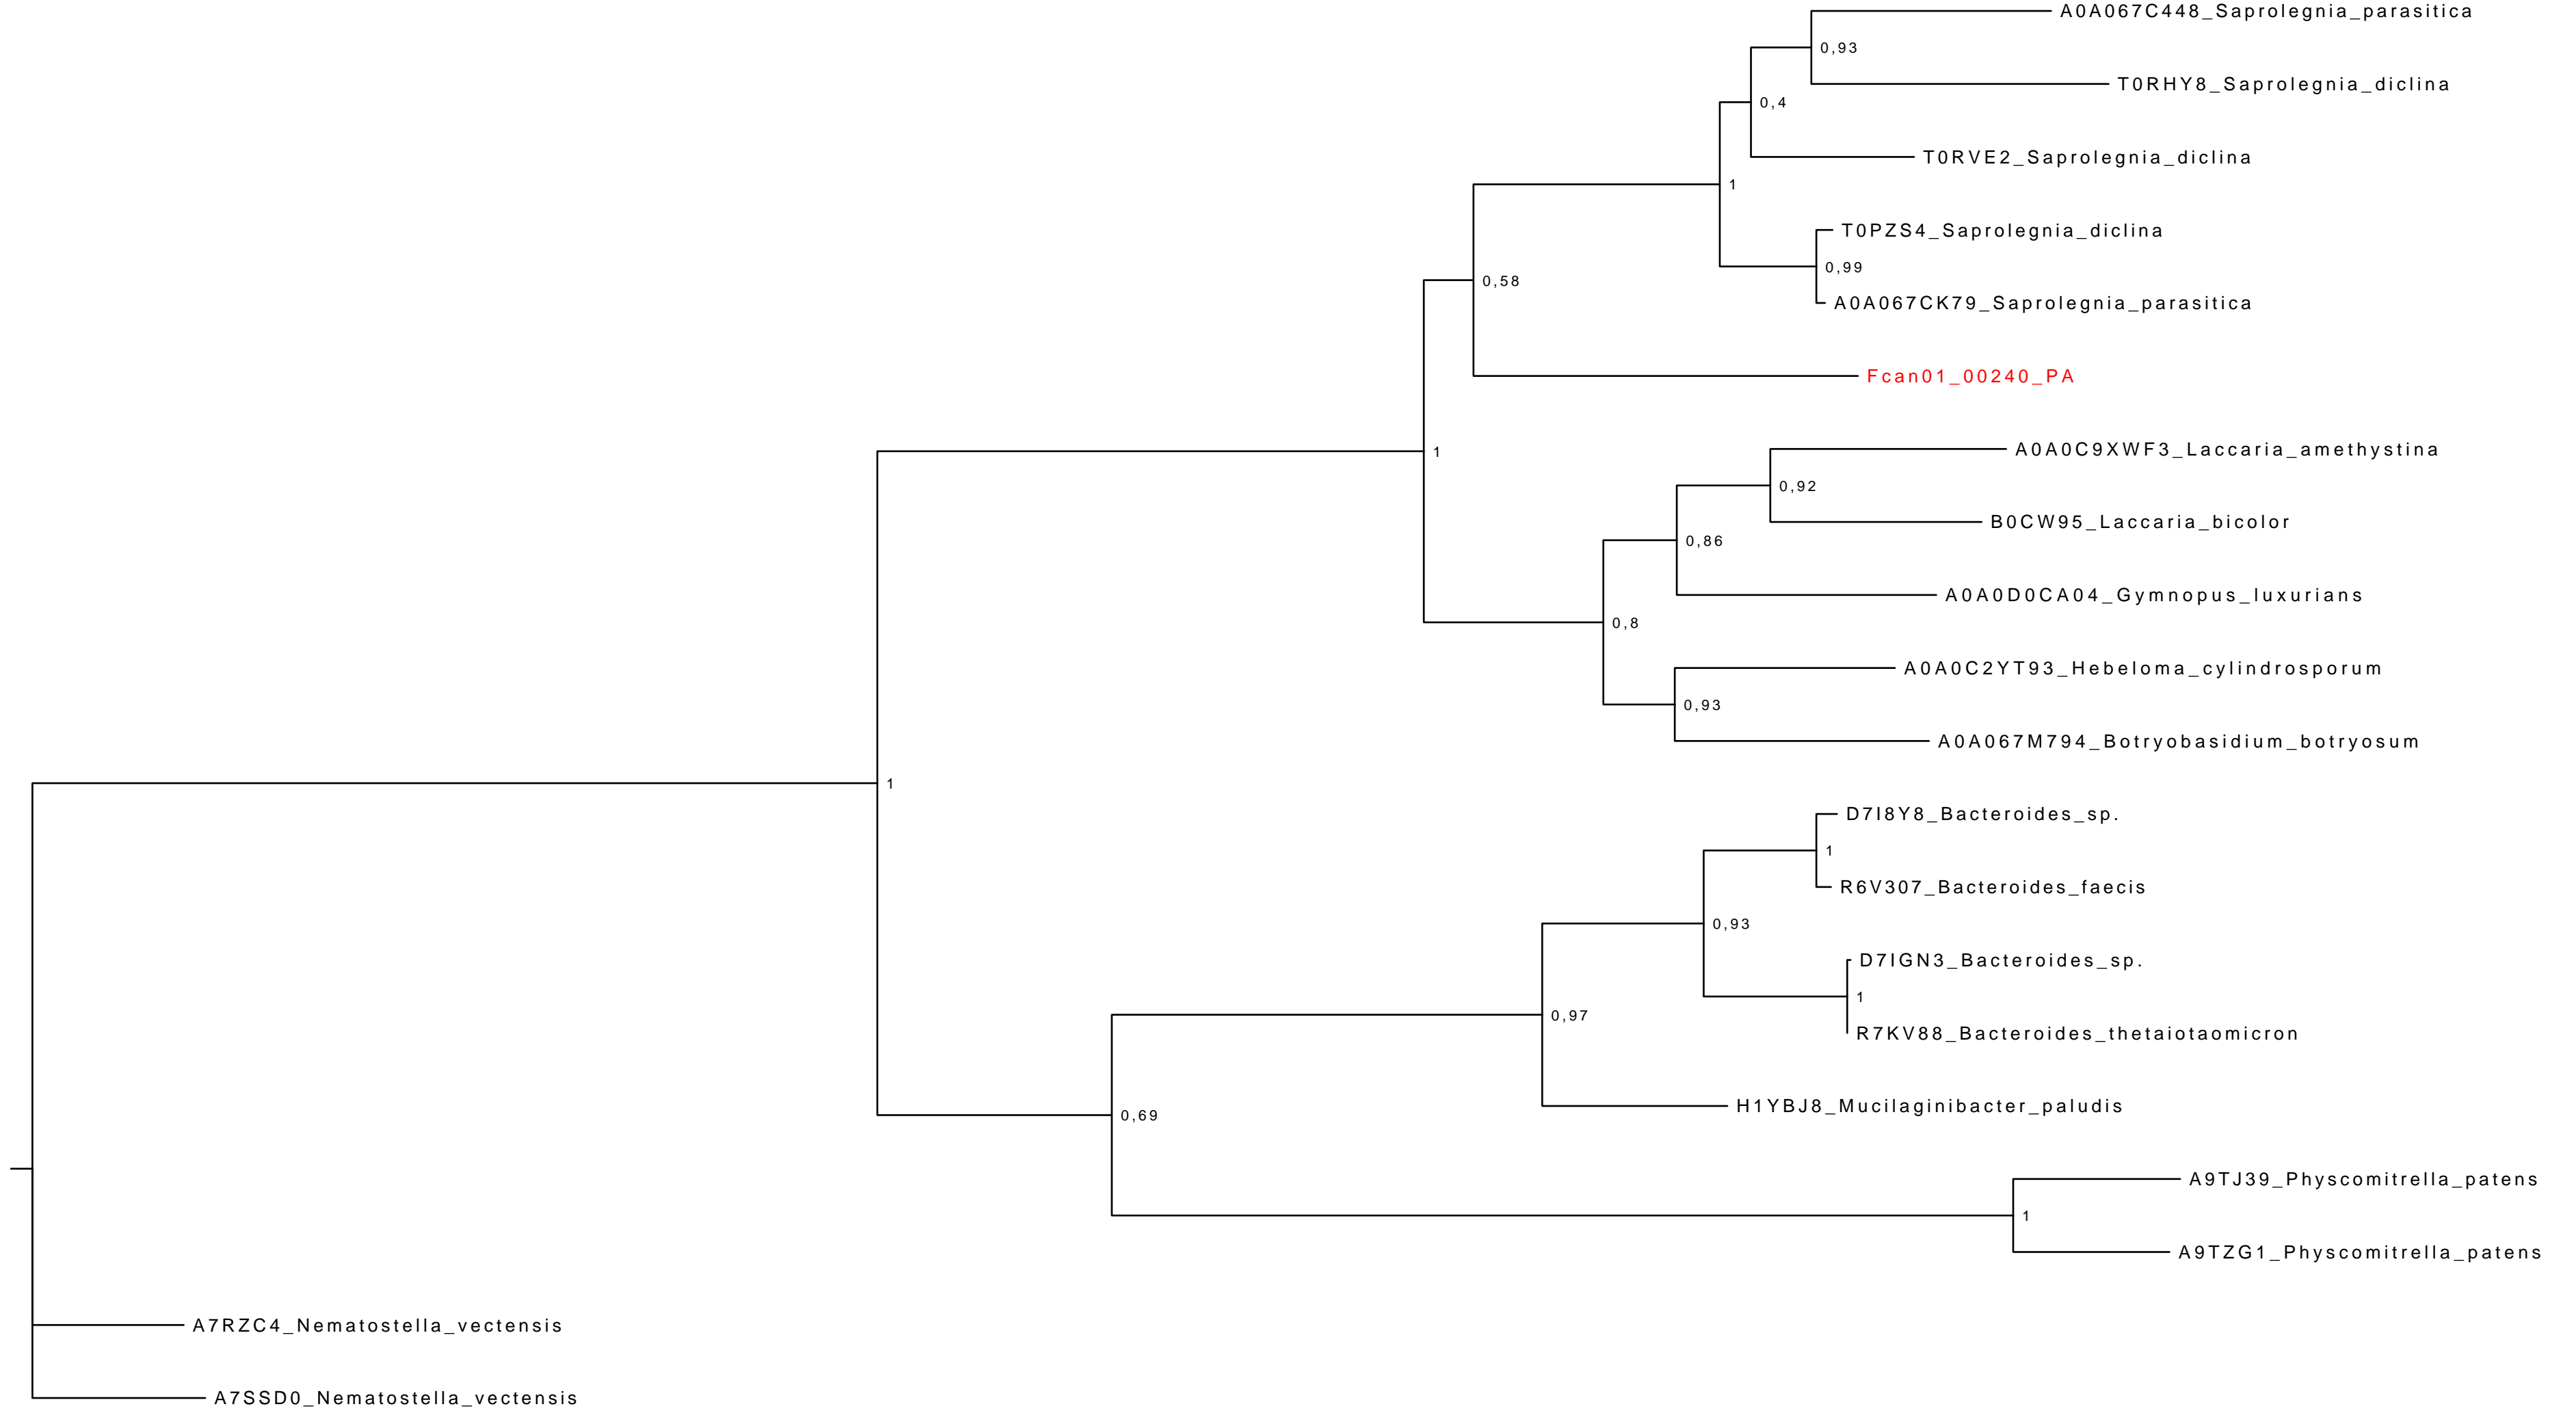 A0A067C448_Saprolegnia_parasitica
0,93
T0RHY8_Saprolegnia_diclina
0,4
T0RVE2_Saprolegnia_diclina
1
T0PZS4_Saprolegnia_diclina
0,99
A0A067CK79_Saprolegnia_parasitica
0,58
Fcan01_00240_PA
A0A0C9XWF3_Laccaria_amethystina
1
0,92
B0CW95_Laccaria_bicolor
0,86
A0A0D0CA04_Gymnopus_luxurians
0,8
A0A0C2YT93_Hebeloma_cylindrosporum
0,93
A0A067M794_Botryobasidium_botryosum
1
D7I8Y8_Bacteroides_sp.
1
R6V307_Bacteroides_faecis
0,93
D7IGN3_Bacteroides_sp.
1
0,97
R7KV88_Bacteroides_thetaiotaomicron
H1YBJ8_Mucilaginibacter_paludis
0,69
A9TJ39_Physcomitrella_patens
1
A9TZG1_Physcomitrella_patens
A7RZC4_Nematostella_vectensis
A7SSD0_Nematostella_vectensis